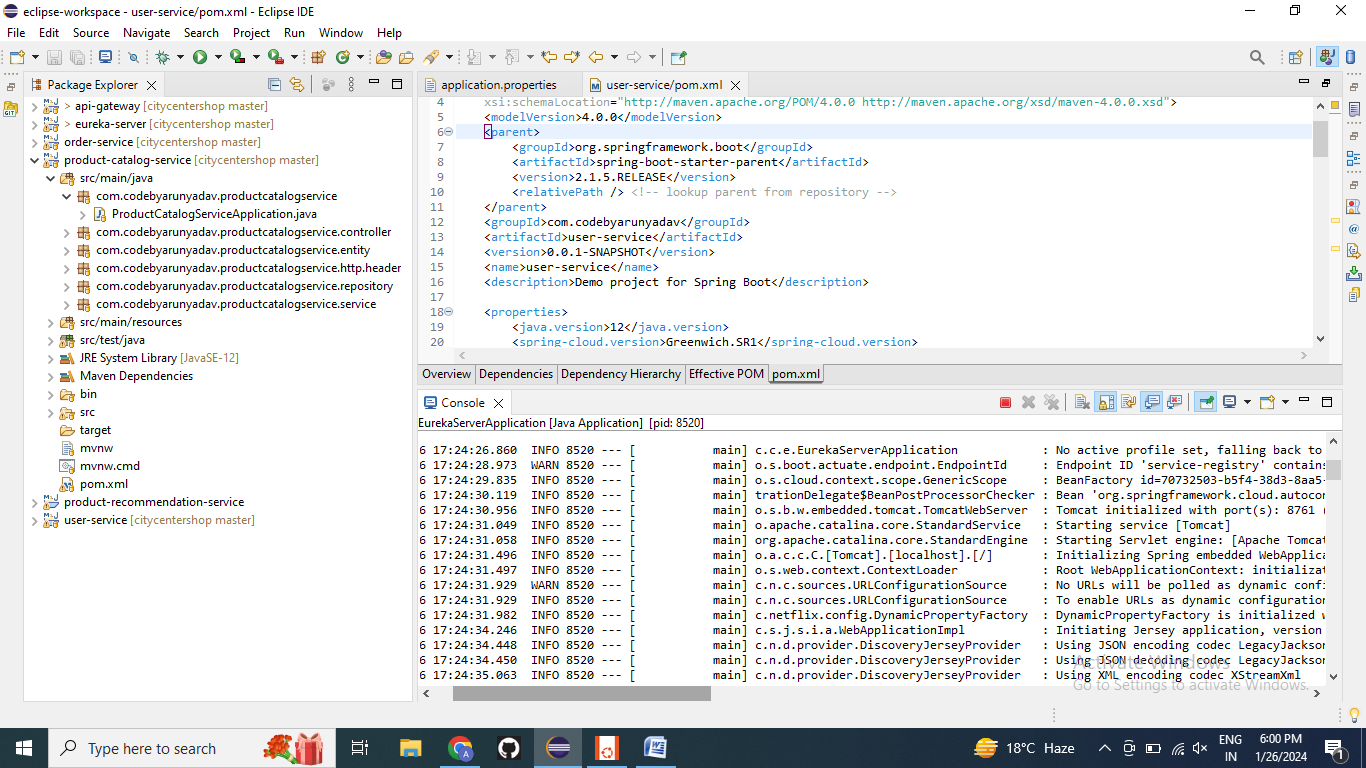 eclipse-workspace - user-service/pom.xml - Eclipse IDE
File Edit Source Navigate Search Project Run Window Help
Package Explorer
> api-gateway [citycentershop master]
> eureka-server [citycentershop master]
order-service [citycentershop master]
product-catalog-service [citycentershop master]
src/main/java
com.codebyarunyadav.productcatalogservice
ProductCatalogServiceApplication.java
com.codebyarunyadav.productcatalogservice.controller
com.codebyarunyadav.productcatalogservice.entity
com.codebyarunyadav.productcatalogservice.http.header
com.codebyarunyadav.productcatalogservice.repository
com.codebyarunyadav.productcatalogservice.service
src/main/resources
src/test/java
JRE System Library [JavaSE-12]
Maven Dependencies
bin
src
target
mvnw
mvnw.cmd
pom.xml
product-recommendation-service
user-service [citycentershop master]
application.properties user-service/pom.xml
4 xsi:schemaLocation="http://maven.apache.org/POM/4.0.0 http://maven.apache.org/xsd/maven-4.0.0.xsd">
5 <modelVersion>4.0.0</modelVersion>
6 <parent>
7 <groupId>org.springframework.boot</groupId>
8 <artifactId>spring-boot-starter-parent</artifactId>
9 <version>2.1.5.RELEASE</version>
10 <relativePath /> <!-- lookup parent from repository -->
11 </parent>
12 <groupId>com.codebyarunyadav</groupId>
13 <artifactId>user-service</artifactId>
14 <version>0.0.1-SNAPSHOT</version>
15 <name>user-service</name>
16 <description>Demo project for Spring Boot</description>
17
18 <properties>
19 <java.version>12</java.version>
20 <spring-cloud.version>Greenwich.SR1</spring-cloud.version>
Overview Dependencies Dependency Hierarchy Effective POM pom.xml
Console
EurekaServerApplication [Java Application] [pid: 8520]
6 17:24:26.860 INFO 8520 --- [ main] c.c.e.EurekaServerApplication : No active profile set, falling back to
6 17:24:28.973 WARN 8520 --- [ main] o.s.boot.actuate.endpoint.EndpointId : Endpoint ID 'service-registry' contains
6 17:24:29.835 INFO 8520 --- [ main] o.s.cloud.context.scope.GenericScope : BeanFactory id=70732503-b5f4-38d3-8aa5-
6 17:24:30.119 INFO 8520 --- [ main] trationDelegate$BeanPostProcessorChecker : Bean 'org.springframework.cloud.autocon
6 17:24:30.956 INFO 8520 --- [ main] o.s.b.w.embedded.tomcat.TomcatWebServer : Tomcat initialized with port(s): 8761 (
6 17:24:31.049 INFO 8520 --- [ main] o.apache.catalina.core.StandardService : Starting service [Tomcat]
6 17:24:31.058 INFO 8520 --- [ main] org.apache.catalina.core.StandardEngine : Starting Servlet engine: [Apache Tomcat
6 17:24:31.496 INFO 8520 --- [ main] o.a.c.c.C.[Tomcat].[localhost].[/] : Initializing Spring embedded WebApplica
6 17:24:31.497 INFO 8520 --- [ main] o.s.web.context.ContextLoader : Root WebApplicationContext: initializat
6 17:24:31.929 WARN 8520 --- [ main] c.n.c.sources.URLConfigurationSource : No URLs will be polled as dynamic confi
6 17:24:31.929 INFO 8520 --- [ main] c.n.c.sources.URLConfigurationSource : To enable URLs as dynamic configuration
6 17:24:31.982 INFO 8520 --- [ main] c.netflix.config.DynamicPropertyFactory : DynamicPropertyFactory is initialized w
6 17:24:34.246 INFO 8520 --- [ main] c.s.j.s.i.a.WebApplicationImpl : Initiating Jersey application, version
6 17:24:34.448 INFO 8520 --- [ main] c.n.d.provider.DiscoveryJerseyProvider : Using JSON encoding codec LegacyJackson
6 17:24:34.450 INFO 8520 --- [ main] c.n.d.provider.DiscoveryJerseyProvider : Using JSON decoding codec LegacyJackson
6 17:24:35.063 INFO 8520 --- [ main] c.n.d.provider.DiscoveryJerseyProvider : Using XML encoding codec XStreamXml
Activate Windows
Go to Settings to activate Windows.
Type here to search
18°C Haze
ENG
IN
6:00 PM
1/26/2024
1